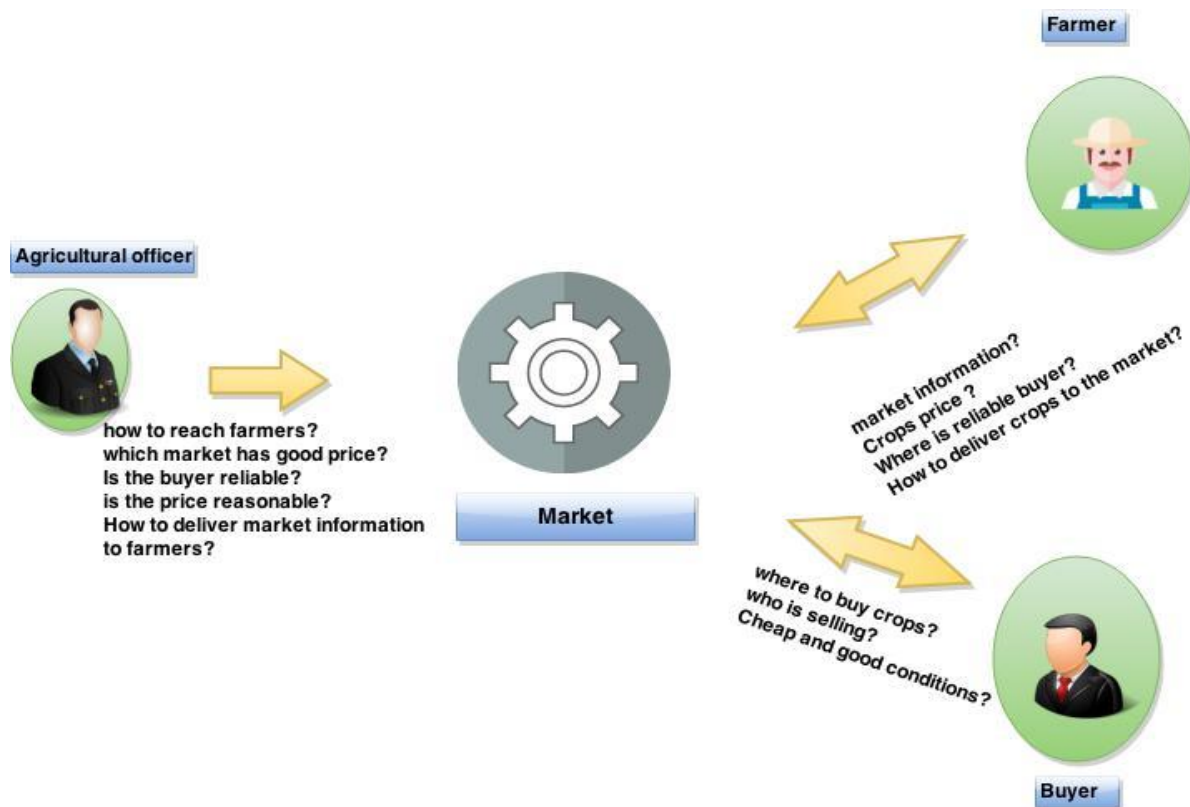 Farmer
Agricultural officer
how to reach farmers?
which market has good price?
Is the buyer reliable?
is the price reasonable?
How to deliver market information
to farmers?
Market
market information?
Crops price ?
Where is reliable buyer?
How to deliver crops to the market?
where to buy crops?
who is selling?
Cheap and good conditions?
Buyer